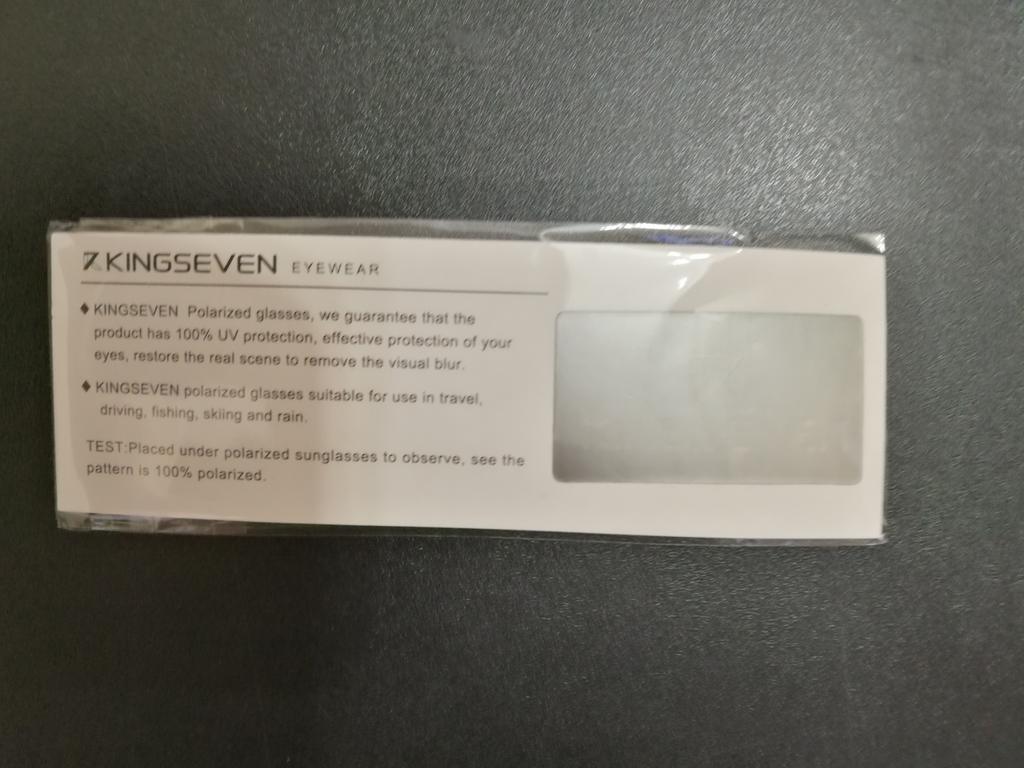 KINGSEVEN EYEWEAR
♦ KINGSEVEN Polarized glasses, we guarantee that the
product has 100% UV protection, effective protection of your
eyes, restore the real scene to remove the visual blur.
♦ KINGSEVEN polarized glasses suitable for use in travel,
driving, fishing, skiing and rain.
TEST:Placed under polarized sunglasses to observe, see the
pattern is 100% polarized.